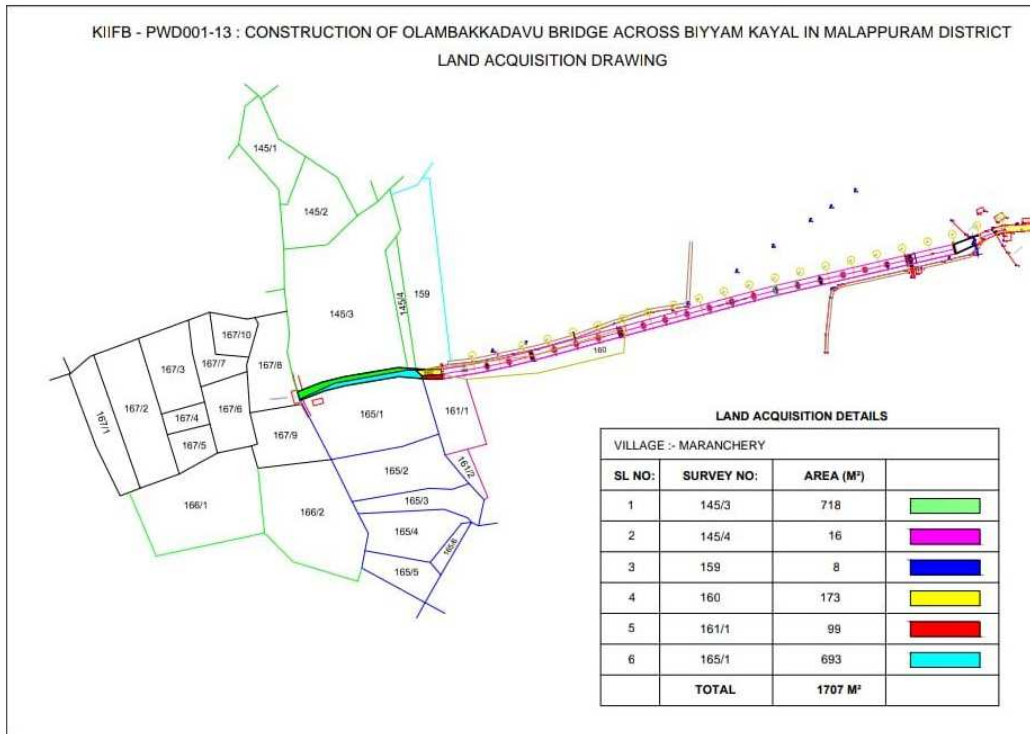 KIIFB - PWD001-13 : CONSTRUCTION OF OLAMBAKKADAVU BRIDGE ACROSS BIYYAM KAYAL IN MALAPPURAM DISTRICT
LAND ACQUISITION DRAWING
145/1
145/2
145/3
145/4
159
160
167/10
167/8
167/7
167/3
167/2
167/1
167/4
167/6
167/5
167/9
165/1
161/1
165/2
161/2
165/3
166/1
166/2
165/4
165/6
165/5
LAND ACQUISITION DETAILS
VILLAGE :- MARANCHERY
SL NO: SURVEY NO: AREA (M²)
1 145/3 718
2 145/4 16
3 159 8
4 160 173
5 161/1 99
6 165/1 693
TOTAL 1707 M²